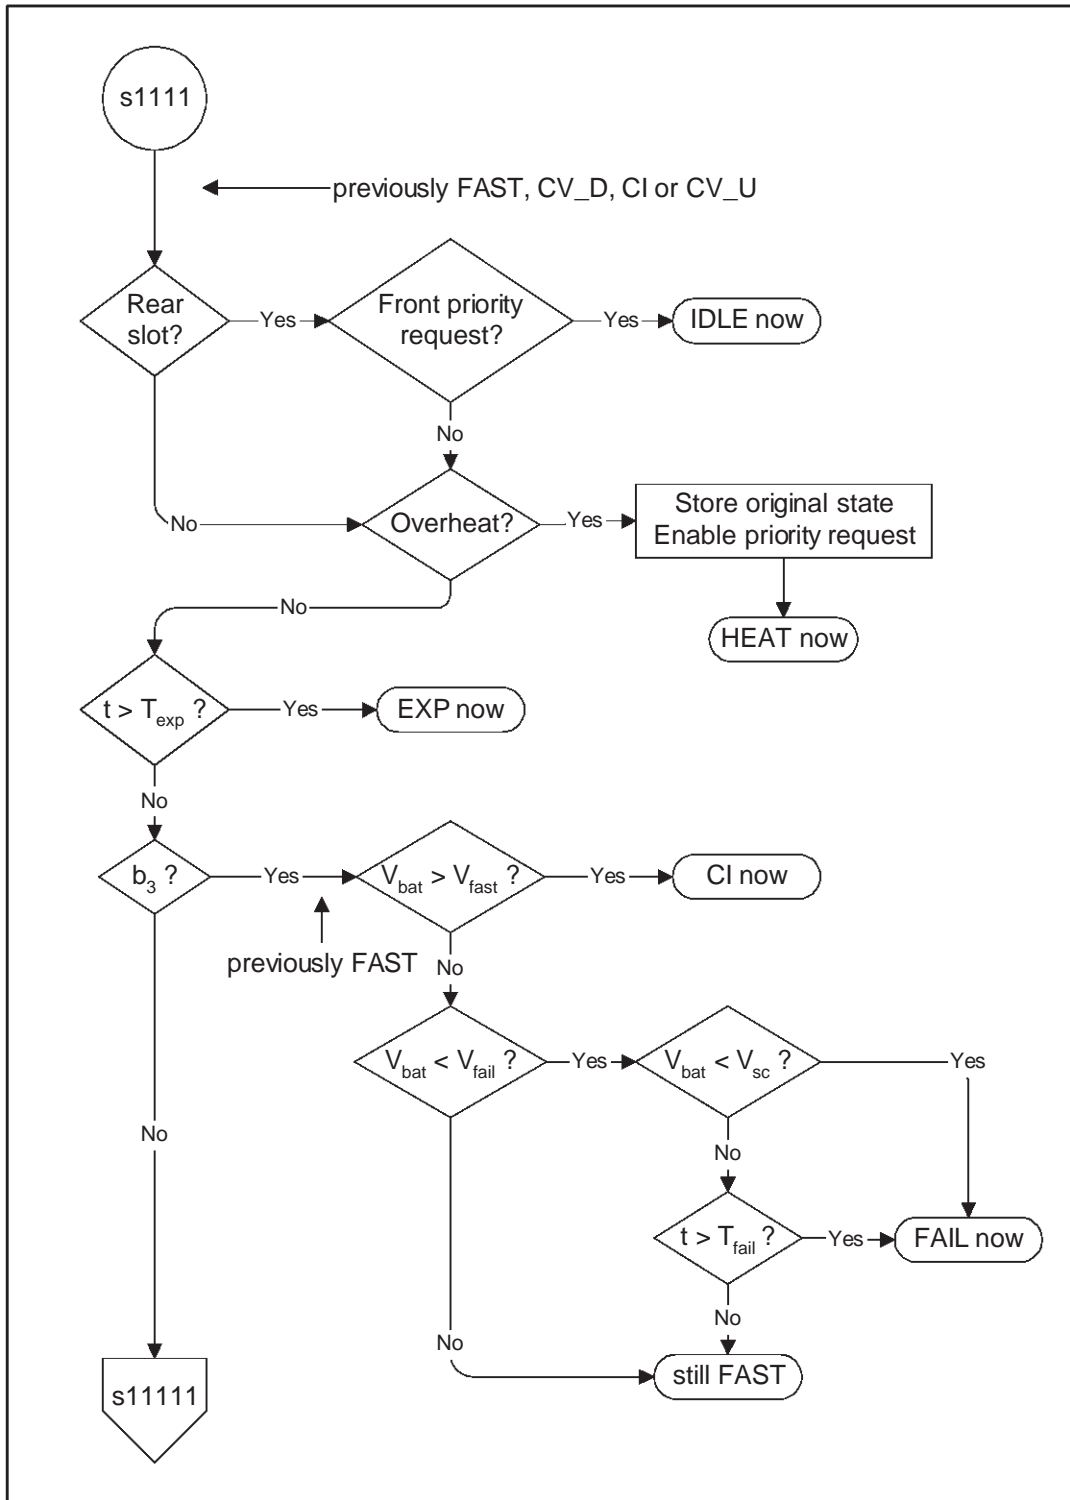 s1111
previously FAST, CV_D, CI or CV_U
Rear
slot?
Yes
Front priority
request?
Yes
IDLE now
No
No
Overheat?
Yes
Store original state
Enable priority request
No
HEAT now
t > Texp ?
Yes
EXP now
No
b3 ?
Yes
Vbat > Vfast ?
Yes
CI now
previously FAST
No
Vbat < Vfail ?
Yes
Vbat < Vsc ?
Yes
No
No
t > Tfail ?
Yes
FAIL now
No
No
still FAST
s11111